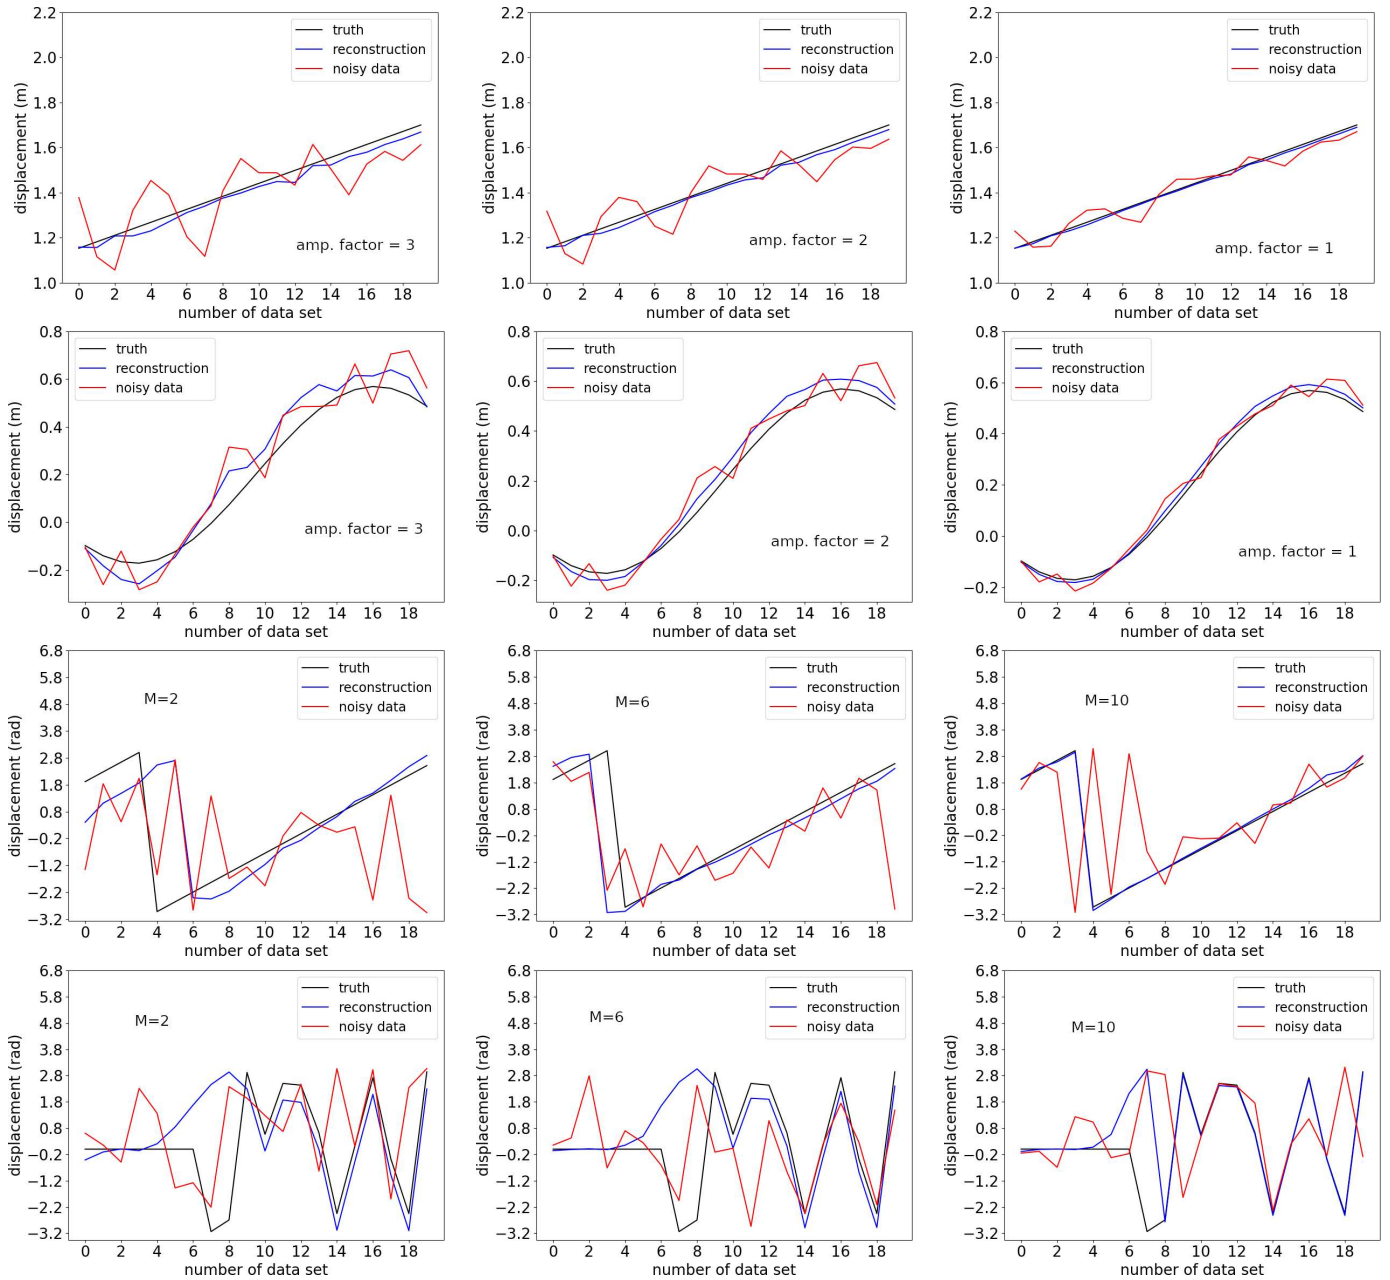 2.2
2.0
1.8
1.6
1.4
1.2
1.0
displacement (m)
truth
reconstruction
noisy data
amp. factor = 3
0 2 4 6 8 10 12 14 16 18
number of data set
2.2
2.0
1.8
1.6
1.4
1.2
1.0
displacement (m)
truth
reconstruction
noisy data
amp. factor = 2
0 2 4 6 8 10 12 14 16 18
number of data set
2.2
2.0
1.8
1.6
1.4
1.2
1.0
displacement (m)
truth
reconstruction
noisy data
amp. factor = 1
0 2 4 6 8 10 12 14 16 18
number of data set
0.8
0.6
0.4
0.2
0.0
−0.2
displacement (m)
truth
reconstruction
noisy data
amp. factor = 3
0 2 4 6 8 10 12 14 16 18
number of data set
0.8
0.6
0.4
0.2
0.0
−0.2
displacement (m)
truth
reconstruction
noisy data
amp. factor = 2
0 2 4 6 8 10 12 14 16 18
number of data set
0.8
0.6
0.4
0.2
0.0
−0.2
displacement (m)
truth
reconstruction
noisy data
amp. factor = 1
0 2 4 6 8 10 12 14 16 18
number of data set
6.8
5.8
4.8
3.8
2.8
1.8
0.8
−0.2
−1.2
−2.2
−3.2
displacement (rad)
M=2
truth
reconstruction
noisy data
0 2 4 6 8 10 12 14 16 18
number of data set
6.8
5.8
4.8
3.8
2.8
1.8
0.8
−0.2
−1.2
−2.2
−3.2
displacement (rad)
M=6
truth
reconstruction
noisy data
0 2 4 6 8 10 12 14 16 18
number of data set
6.8
5.8
4.8
3.8
2.8
1.8
0.8
−0.2
−1.2
−2.2
−3.2
displacement (rad)
M=10
truth
reconstruction
noisy data
0 2 4 6 8 10 12 14 16 18
number of data set
6.8
5.8
4.8
3.8
2.8
1.8
0.8
−0.2
−1.2
−2.2
−3.2
displacement (rad)
M=2
truth
reconstruction
noisy data
0 2 4 6 8 10 12 14 16 18
number of data set
6.8
5.8
4.8
3.8
2.8
1.8
0.8
−0.2
−1.2
−2.2
−3.2
displacement (rad)
M=6
truth
reconstruction
noisy data
0 2 4 6 8 10 12 14 16 18
number of data set
6.8
5.8
4.8
3.8
2.8
1.8
0.8
−0.2
−1.2
−2.2
−3.2
displacement (rad)
M=10
truth
reconstruction
noisy data
0 2 4 6 8 10 12 14 16 18
number of data set